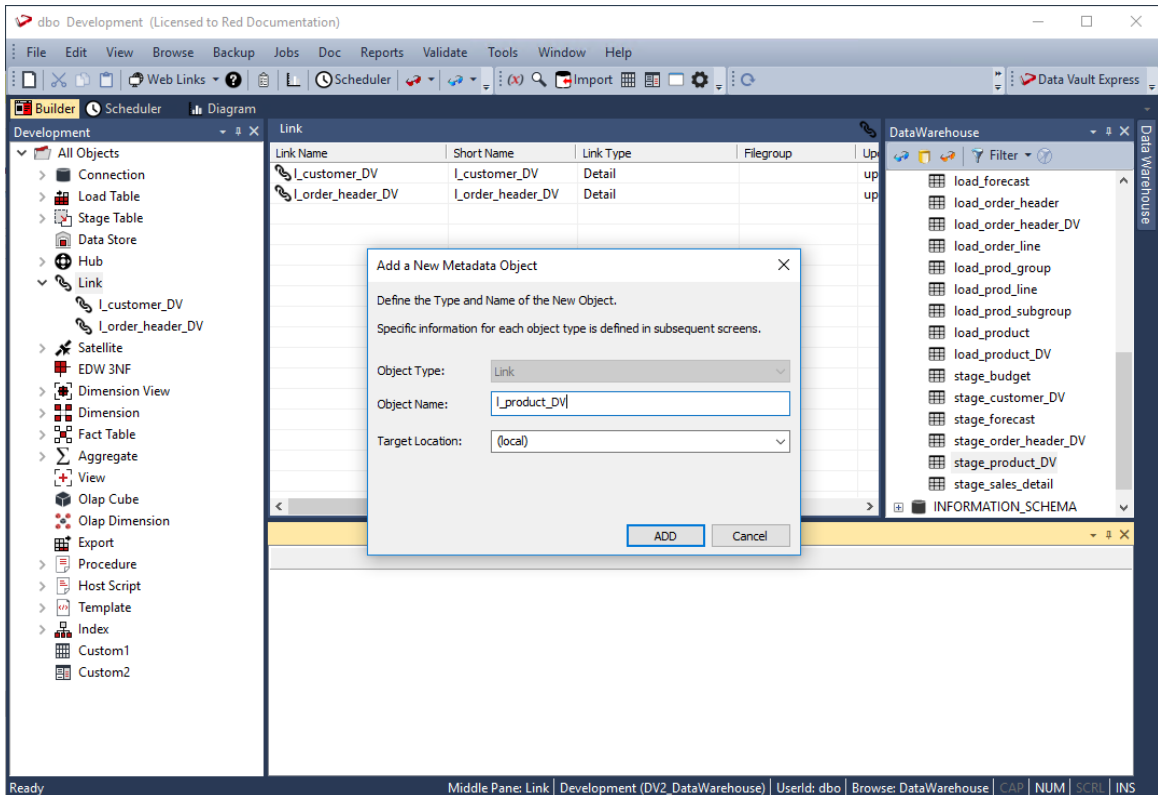 dbo Development (Licensed to Red Documentation)
File Edit View Browse Backup Jobs Doc Reports Validate Tools Window Help
Web Links Scheduler (x) Import Data Vault Express
Builder Scheduler Diagram
Development
All Objects
Connection
Load Table
Stage Table
Data Store
Hub
Link
l_customer_DV
l_order_header_DV
Satellite
EDW 3NF
Dimension View
Dimension
Fact Table
Aggregate
View
Olap Cube
Olap Dimension
Export
Procedure
Host Script
Template
Index
Custom1
Custom2
Link
Link Name Short Name Link Type Filegroup Up
l_customer_DV l_customer_DV Detail up
l_order_header_DV l_order_header_DV Detail up
Add a New Metadata Object
Define the Type and Name of the New Object.
Specific information for each object type is defined in subsequent screens.
Object Type: Link
Object Name: l_product_DV
Target Location: (local)
ADD Cancel
DataWarehouse
Filter
load_forecast
load_order_header
load_order_header_DV
load_order_line
load_prod_group
load_prod_line
load_prod_subgroup
load_product
load_product_DV
stage_budget
stage_customer_DV
stage_forecast
stage_order_header_DV
stage_product_DV
stage_sales_detail
INFORMATION_SCHEMA
Data Warehouse
Ready Middle Pane: Link Development (DV2_DataWarehouse) UserId: dbo Browse: DataWarehouse CAP NUM SCRL INS